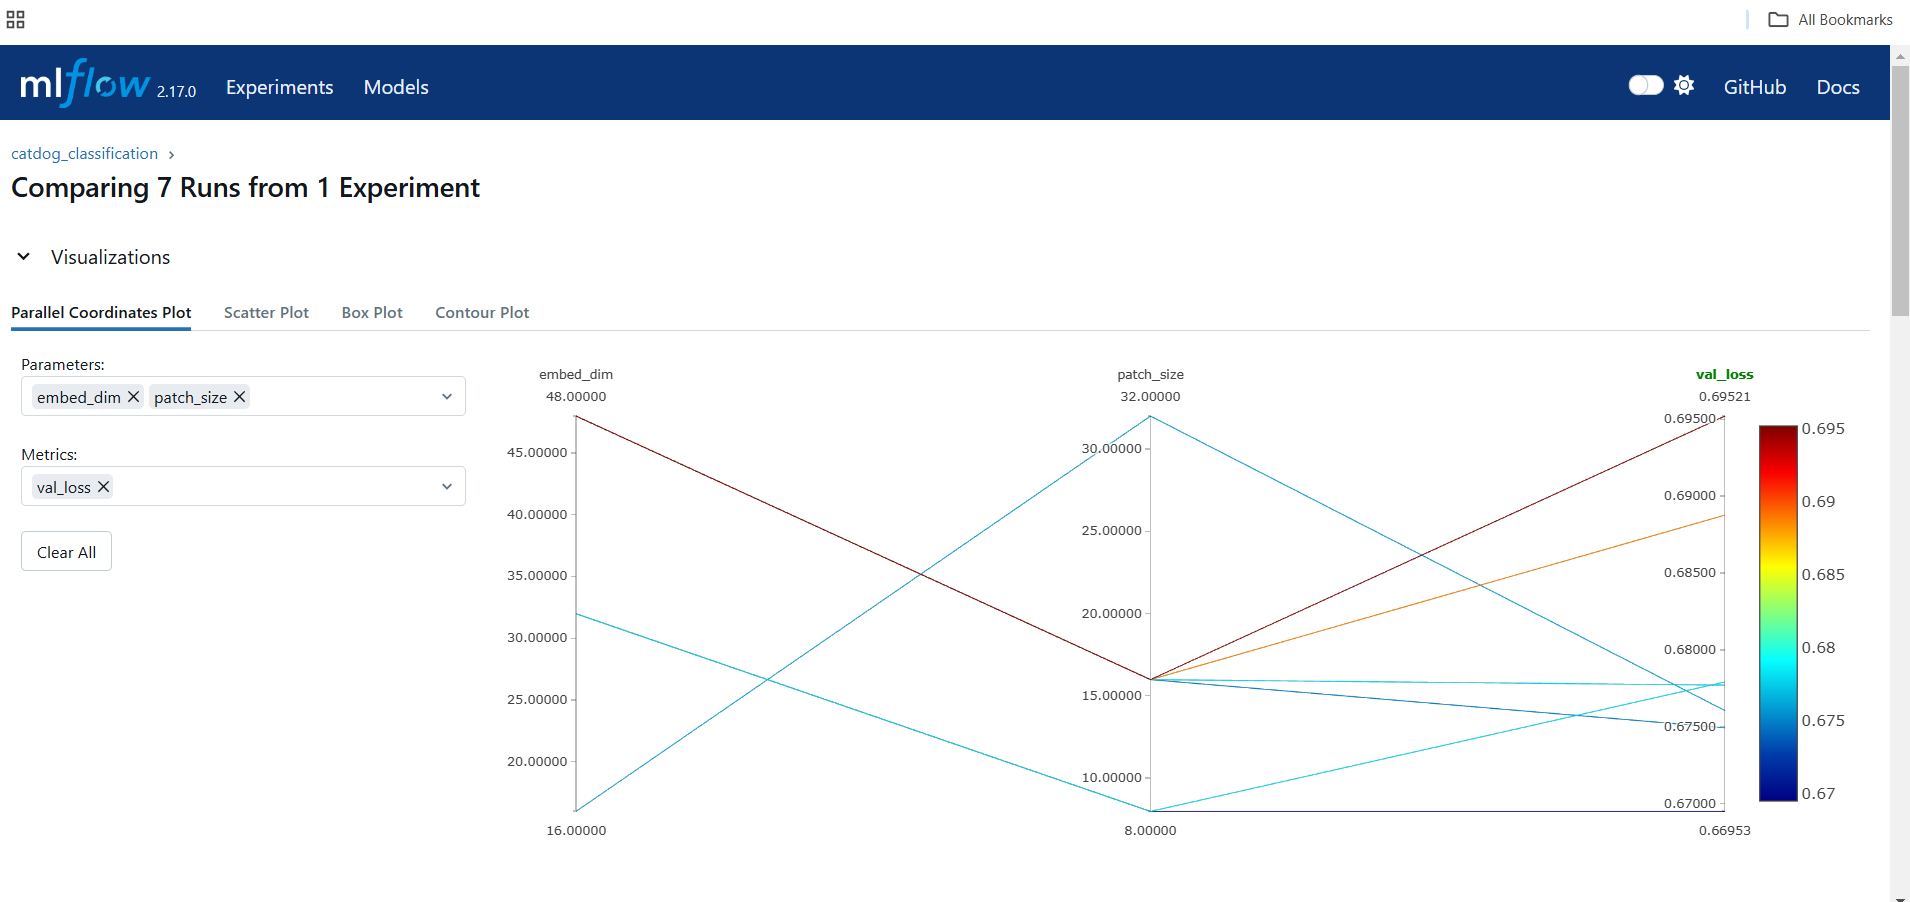 All Bookmarks
mlflow 2.17.0 Experiments Models GitHub Docs
catdog_classification
Comparing 7 Runs from 1 Experiment
Visualizations
Parallel Coordinates Plot Scatter Plot Box Plot Contour Plot
Parameters:
embed_dim patch_size
Metrics:
val_loss
Clear All
embed_dim
48.00000
45.00000
40.00000
35.00000
30.00000
25.00000
20.00000
16.00000
patch_size
32.00000
30.00000
25.00000
20.00000
15.00000
10.00000
8.00000
val_loss
0.69521
0.69500
0.69000
0.68500
0.68000
0.67500
0.67000
0.66953
0.695
0.69
0.685
0.68
0.675
0.67